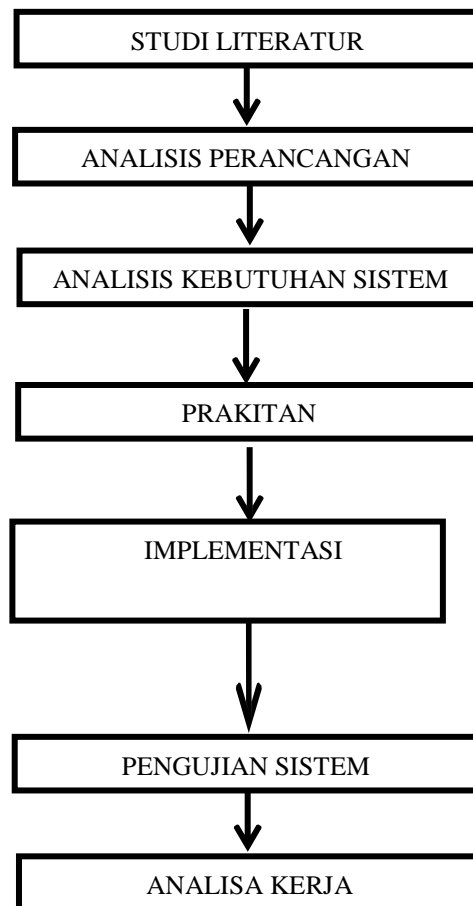 STUDI LITERATUR
ANALISIS PERANCANGAN
ANALISIS KEBUTUHAN SISTEM
PRAKITAN
IMPLEMENTASI
PENGUJIAN SISTEM
ANALISA KERJA